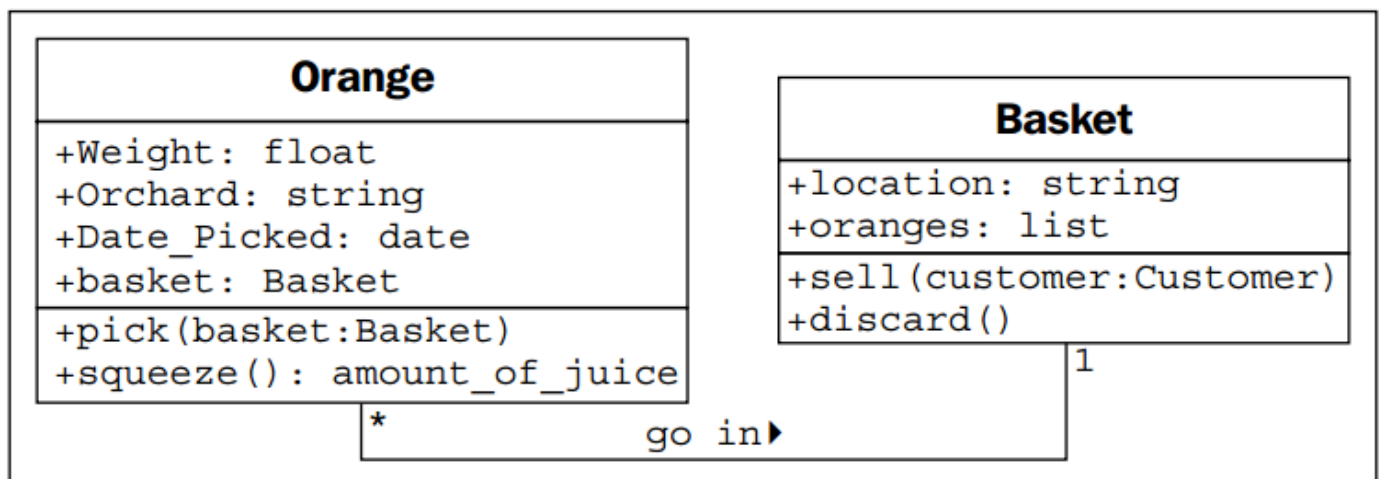 Orange
+Weight: float
+Orchard: string
+Date_Picked: date
+basket: Basket
+pick(basket:Basket)
+squeeze(): amount_of_juice
Basket
+location: string
+oranges: list
+sell(customer:Customer)
+discard()
*
go in▶
1